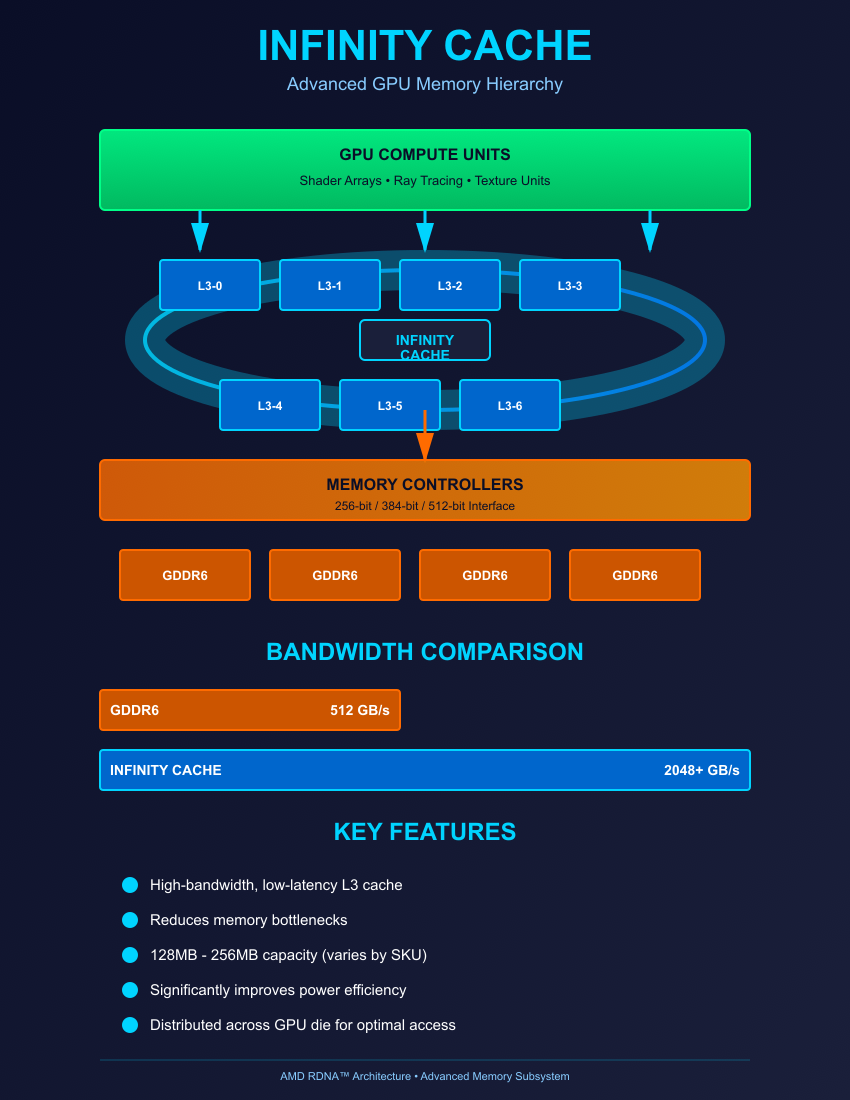 INFINITY CACHE
Advanced GPU Memory Hierarchy
GPU COMPUTE UNITS
Shader Arrays • Ray Tracing • Texture Units
L3-0
L3-1
L3-2
L3-3
INFINITY
CACHE
L3-4
L3-5
L3-6
MEMORY CONTROLLERS
256-bit / 384-bit / 512-bit Interface
GDDR6
GDDR6
GDDR6
GDDR6
BANDWIDTH COMPARISON
GDDR6 512 GB/s
INFINITY CACHE 2048+ GB/s
KEY FEATURES
High-bandwidth, low-latency L3 cache
Reduces memory bottlenecks
128MB - 256MB capacity (varies by SKU)
Significantly improves power efficiency
Distributed across GPU die for optimal access
AMD RDNA™ Architecture • Advanced Memory Subsystem